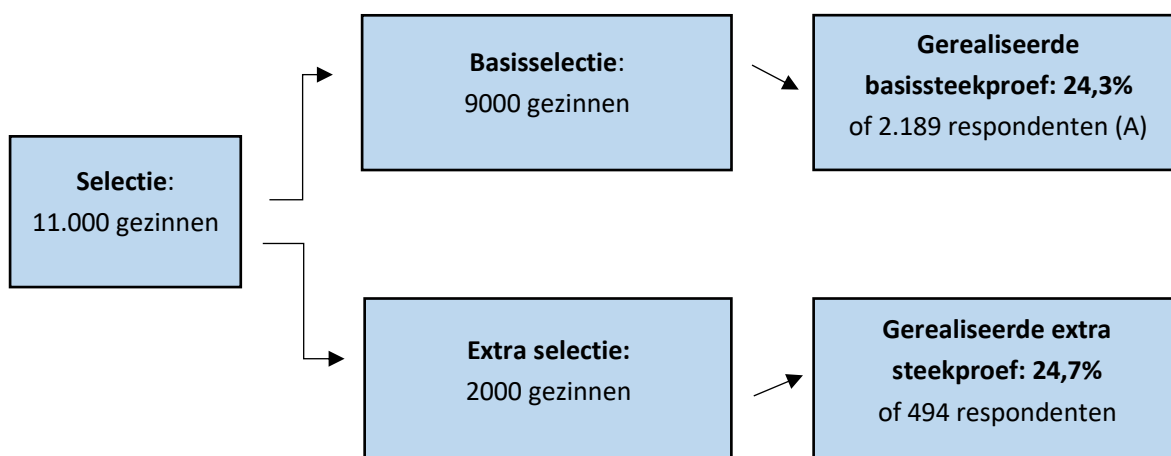 Selectie:
11.000 gezinnen
Basisselectie:
9000 gezinnen
Gerealiseerde
basissteekproef: 24,3%
of 2.189 respondenten (A)
Extra selectie:
2000 gezinnen
Gerealiseerde extra
steekproef: 24,7%
of 494 respondenten